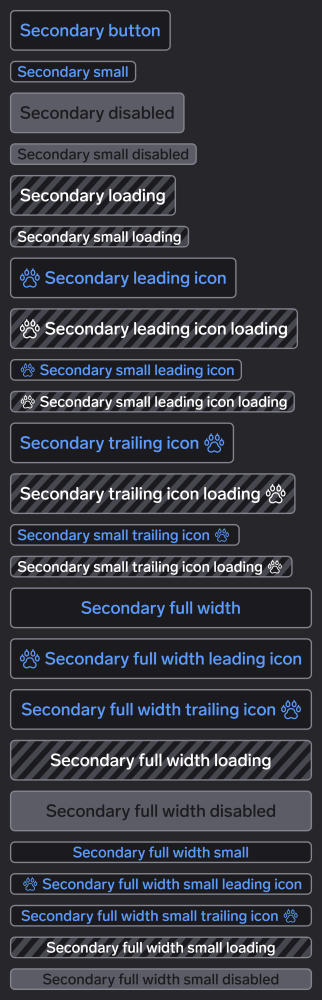 Secondary button
Secondary small
Secondary disabled
Secondary small disabled
Secondary loading
Secondary small loading
Secondary leading icon
Secondary leading icon loading
Secondary small leading icon
Secondary small leading icon loading
Secondary trailing icon
Secondary trailing icon loading
Secondary small trailing icon
Secondary small trailing icon loading
Secondary full width
Secondary full width leading icon
Secondary full width trailing icon
Secondary full width loading
Secondary full width disabled
Secondary full width small
Secondary full width small leading icon
Secondary full width small trailing icon
Secondary full width small loading
Secondary full width small disabled